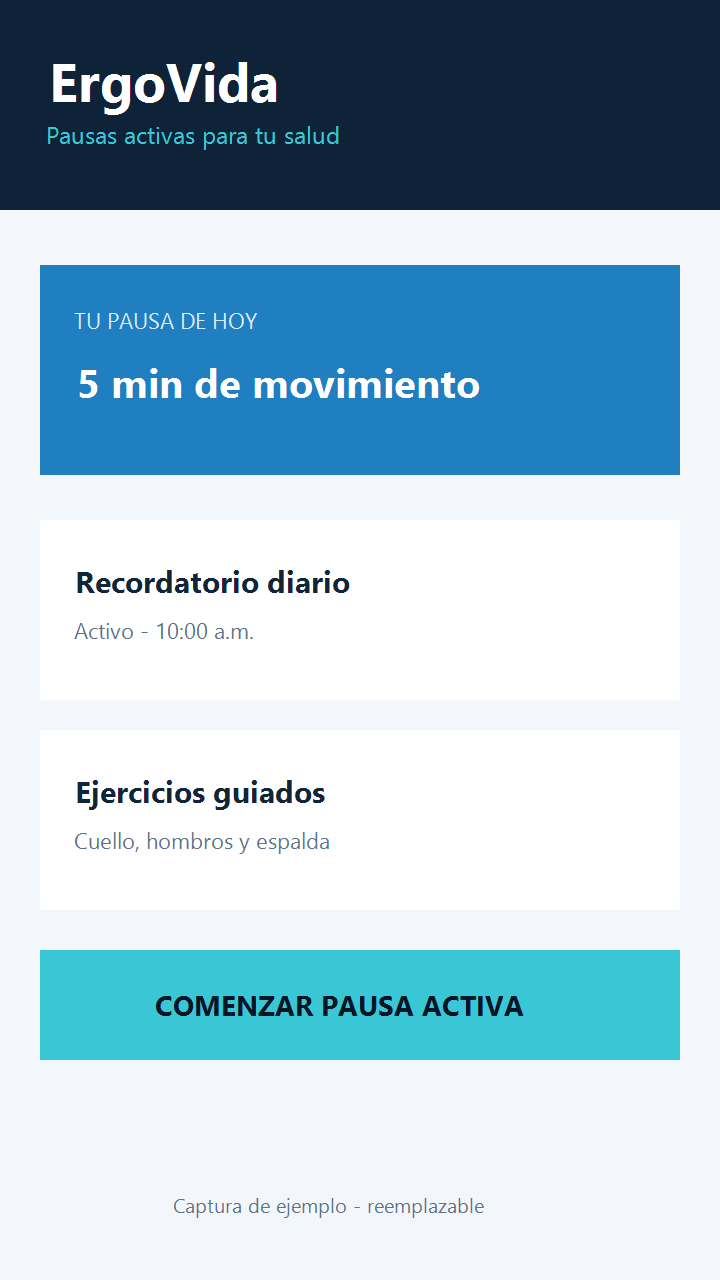 ErgoVida
Pausas activas para tu salud
TU PAUSA DE HOY
5 min de movimiento
Recordatorio diario
Activo - 10:00 a.m.
Ejercicios guiados
Cuello, hombros y espalda
COMENZAR PAUSA ACTIVA
Captura de ejemplo - reemplazable